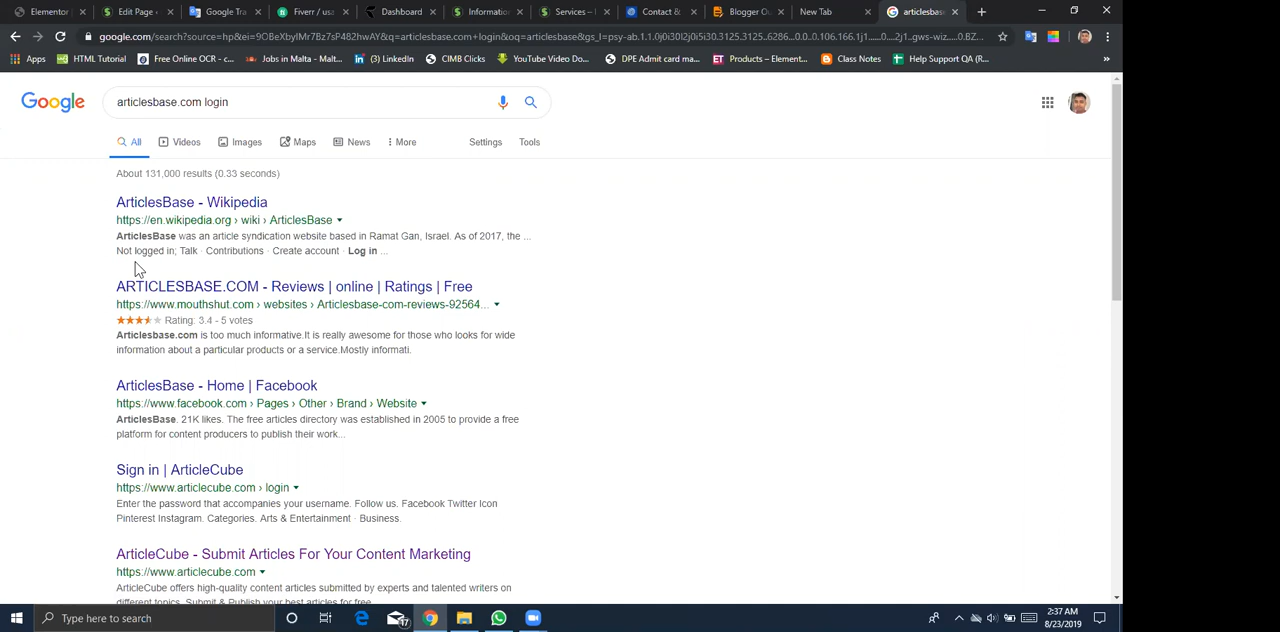 Elementor
Edit Page
Google Tra
Fiverr / usa
Dashboard
Information
Services –
Contact &
Blogger Ou
New Tab
articlesbase
google.com/search?source=hp&ei=9OBeXbylMr7Bz7sP482hwAY&q=articlesbase.com+login&oq=articlesbase&gs_l=psy-ab.1.1.0j0i30l2j0i5i30.3125.3125..6286...0.0..0.106.166.1j1......0....2j1..gws-wiz.....0.BZ...
Apps
HTML Tutorial
Free Online OCR - c...
Jobs in Malta - Malt...
(3) LinkedIn
CIMB Clicks
YouTube Video Do...
DPE Admit card ma...
Products – Element...
Class Notes
Help Support QA (R...
»
Google
articlesbase.com login
All
Videos
Images
Maps
News
More
Settings
Tools
About 131,000 results (0.33 seconds)
ArticlesBase - Wikipedia
https://en.wikipedia.org › wiki › ArticlesBase
ArticlesBase was an article syndication website based in Ramat Gan, Israel. As of 2017, the ...
Not logged in; Talk · Contributions · Create account · Log in ...
ARTICLESBASE.COM - Reviews | online | Ratings | Free
https://www.mouthshut.com › websites › Articlesbase-com-reviews-92564...
Rating: 3.4 - 5 votes
Articlesbase.com is too much informative.It is really awesome for those who looks for wide
information about a particular products or a service.Mostly informati.
ArticlesBase - Home | Facebook
https://www.facebook.com › Pages › Other › Brand › Website
ArticlesBase. 21K likes. The free articles directory was established in 2005 to provide a free
platform for content producers to publish their work...
Sign in | ArticleCube
https://www.articlecube.com › login
Enter the password that accompanies your username. Follow us. Facebook Twitter Icon
Pinterest Instagram. Categories. Arts & Entertainment · Business.
ArticleCube - Submit Articles For Your Content Marketing
https://www.articlecube.com
ArticleCube offers high-quality content articles submitted by experts and talented writers on
different topics. Submit & Publish your best articles for free.
Type here to search
17
2:37 AM
8/23/2019